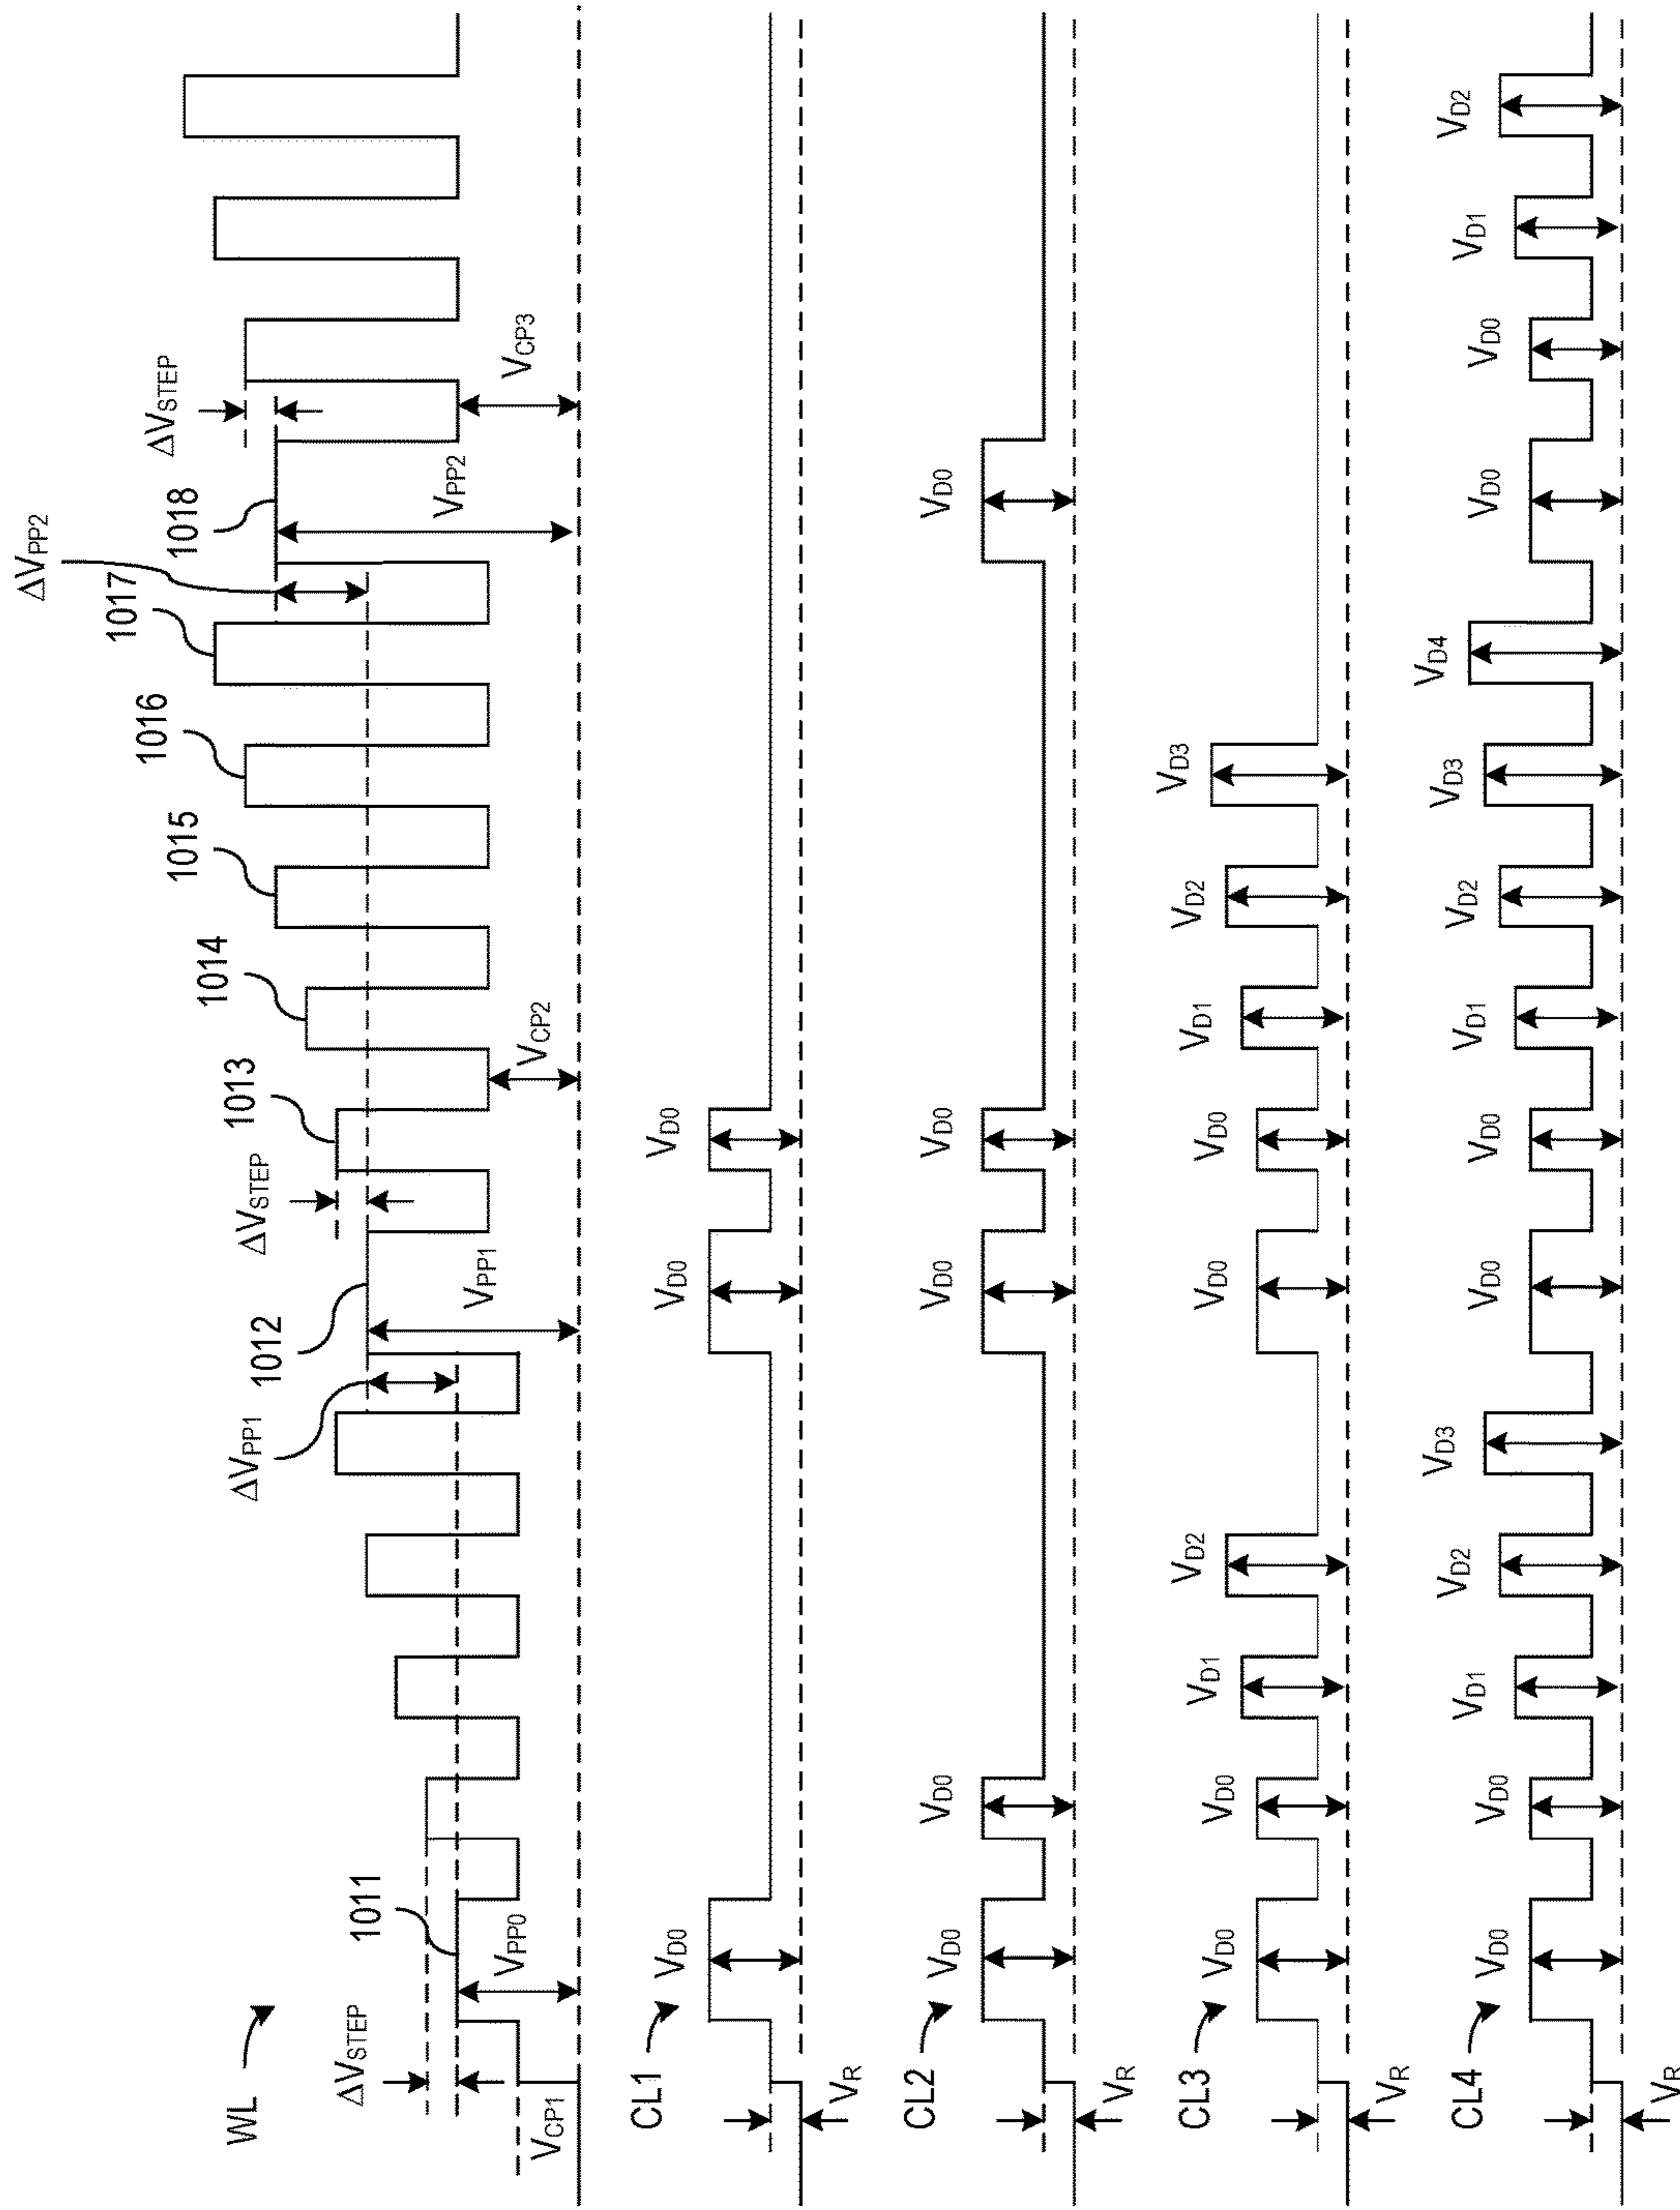 WL
ΔVSTEP
VCP1
1011
VPP0
ΔVPP1
1012
VPP1
ΔVSTEP
1013
VCP2
1014
1015
1016
1017
ΔVPP2
1018
VPP2
ΔVSTEP
VCP3
CL1
VR
VD0
VD0
VD0
CL2
VR
VD0
VD0
VD0
VD0
VD0
CL3
VR
VD0
VD0
VD1
VD2
VD0
VD0
VD1
VD2
VD3
CL4
VR
VD0
VD0
VD1
VD2
VD3
VD0
VD0
VD1
VD2
VD3
VD4
VD0
VD0
VD1
VD2